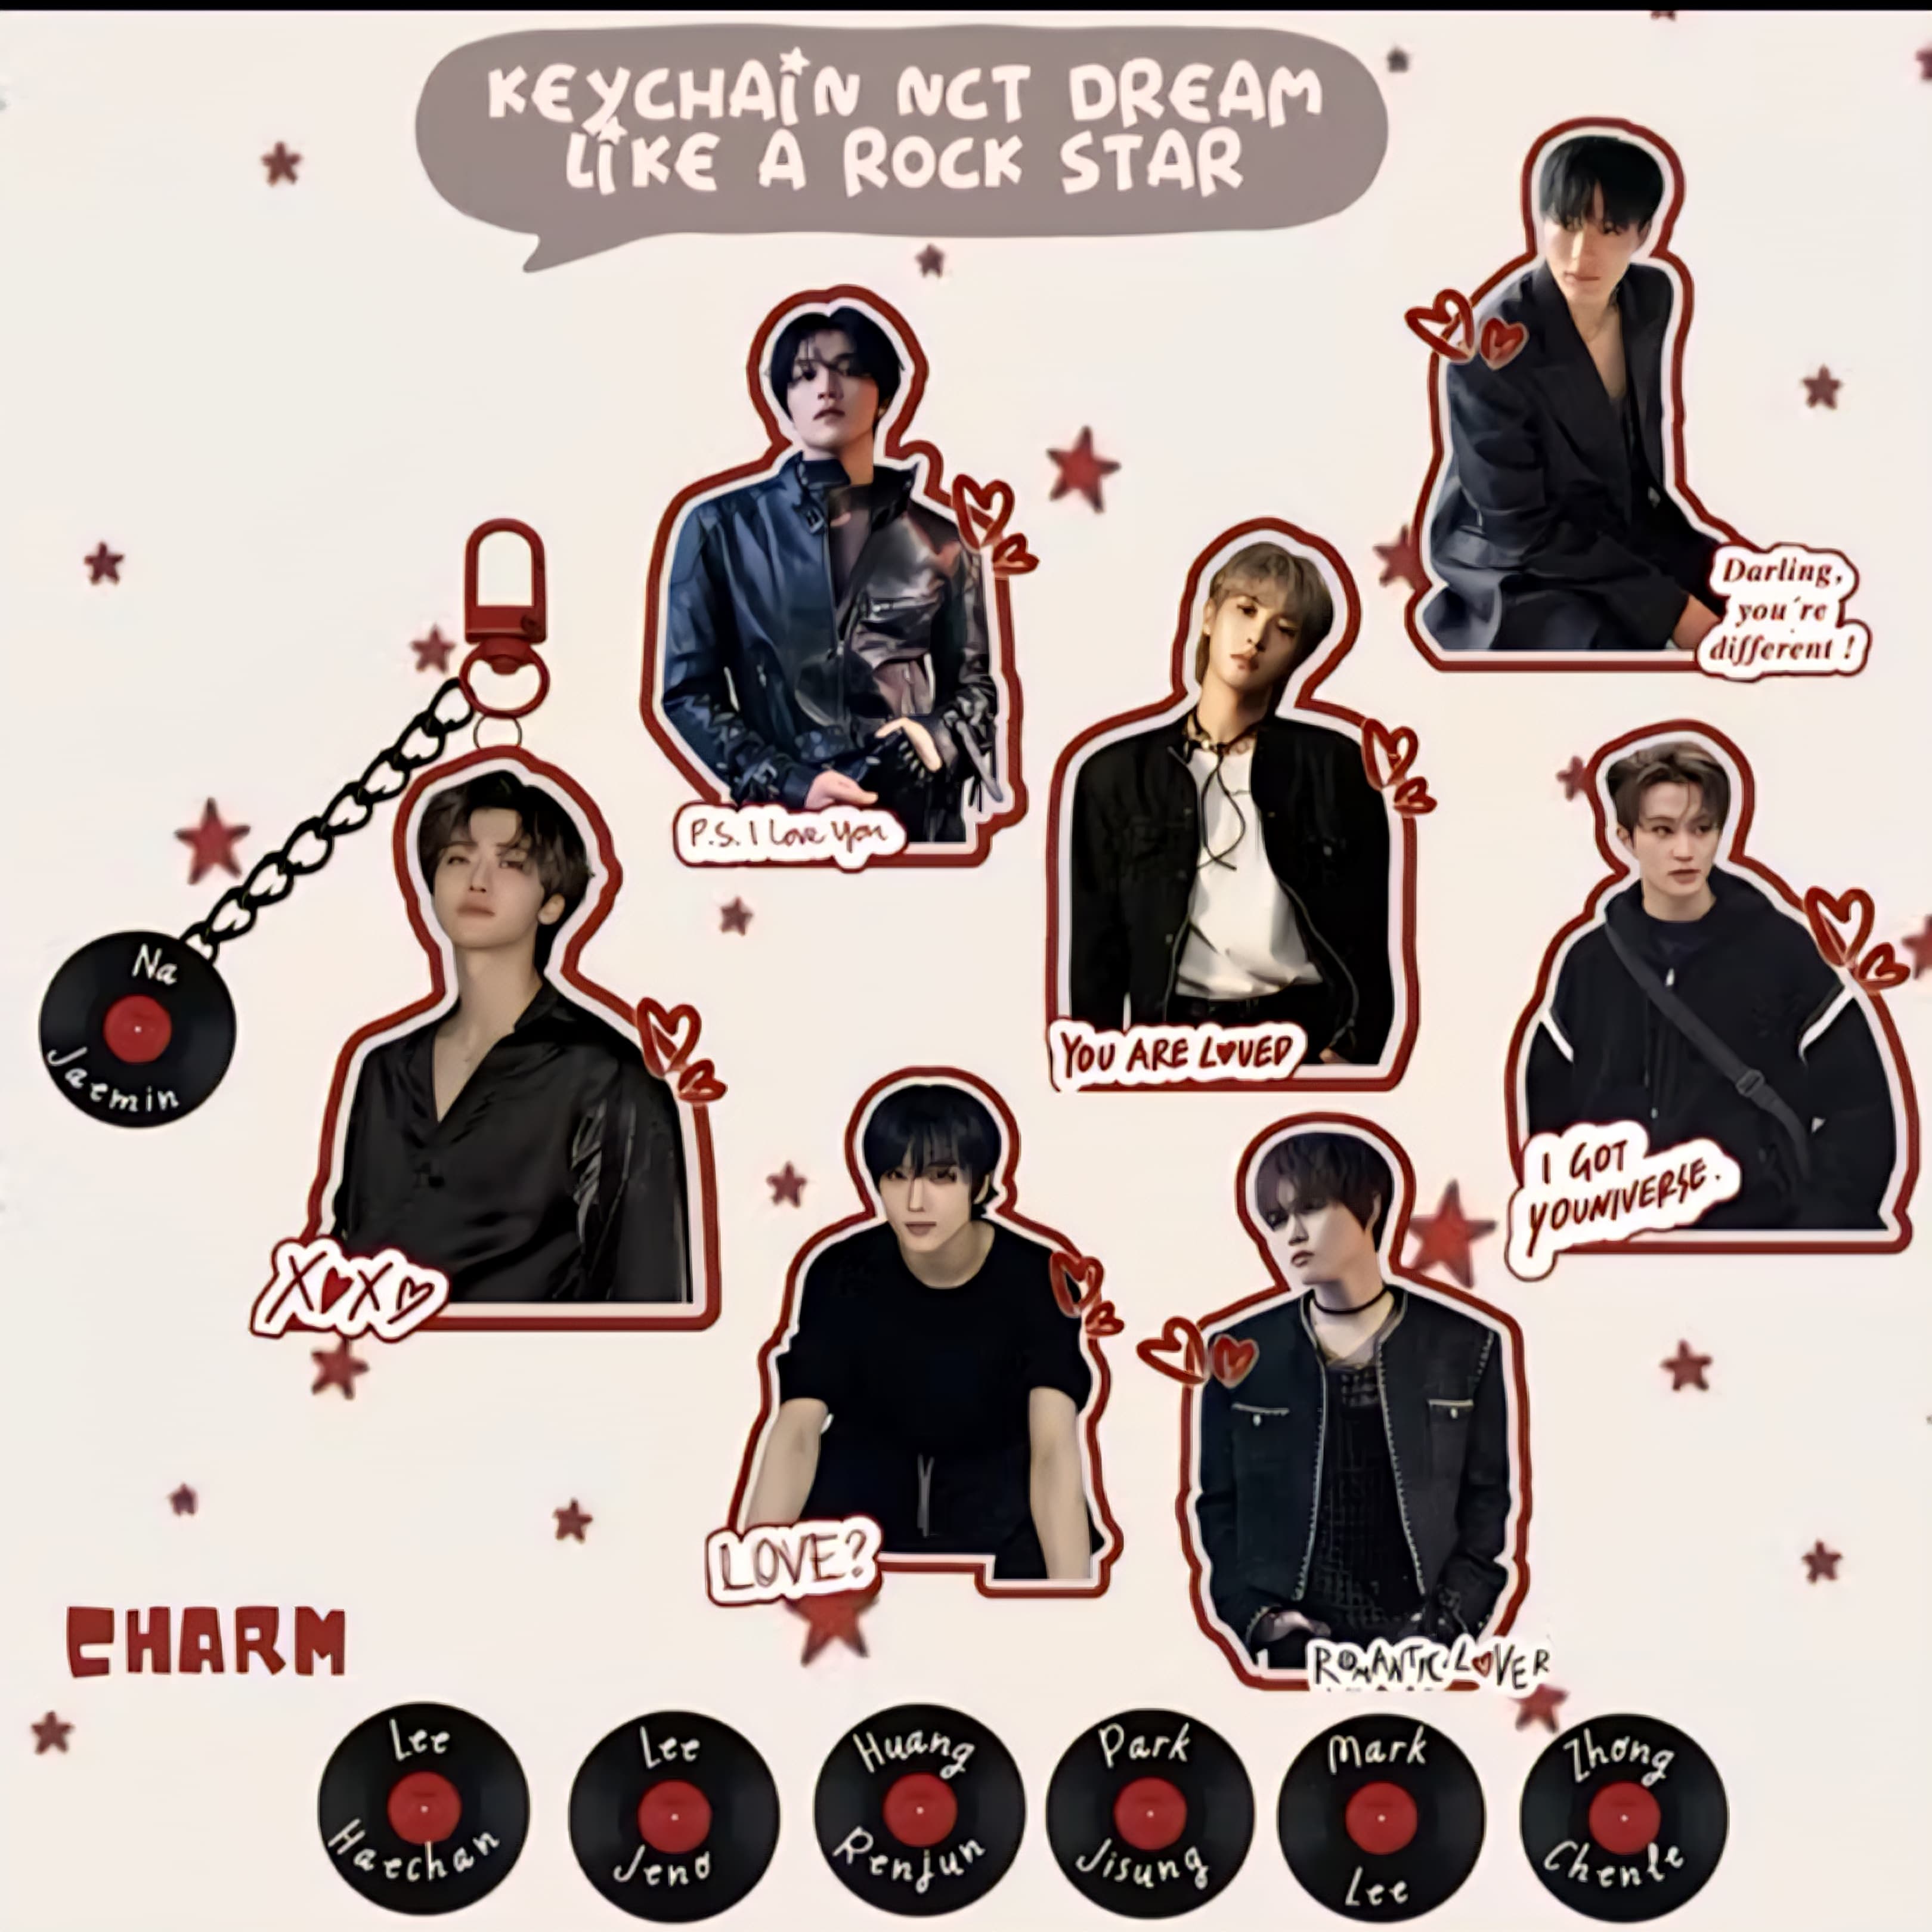 KEYCHAIN NCT DREAM
LIKE A ROCK STAR
Darling,
you're
different !
P.S. I Love You
YOU ARE LOVED
Na
Jaemin
I GOT
YOUNIVERSE.
XOXO
LOVE?
ROMANTIC LOVER
CHARM
Lee
Haechan
Lee
Jeno
Huang
Renjun
Park
Jisung
Mark
Lee
Zhong
Chenle